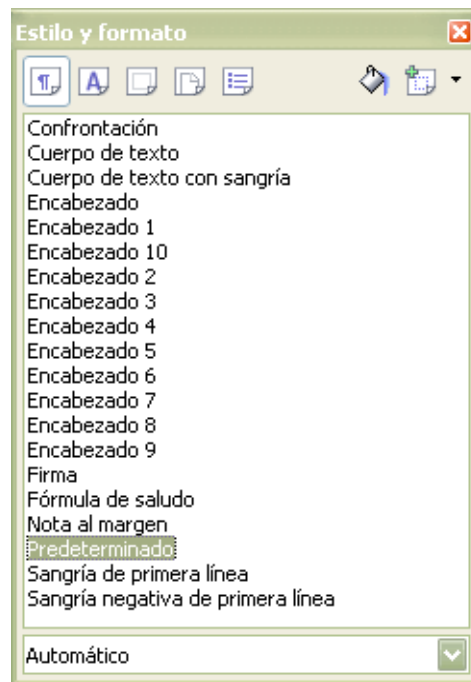 Estilo y formato
Confrontación
Cuerpo de texto
Cuerpo de texto con sangría
Encabezado
Encabezado 1
Encabezado 10
Encabezado 2
Encabezado 3
Encabezado 4
Encabezado 5
Encabezado 6
Encabezado 7
Encabezado 8
Encabezado 9
Firma
Fórmula de saludo
Nota al margen
Predeterminado
Sangría de primera línea
Sangría negativa de primera línea
Automático